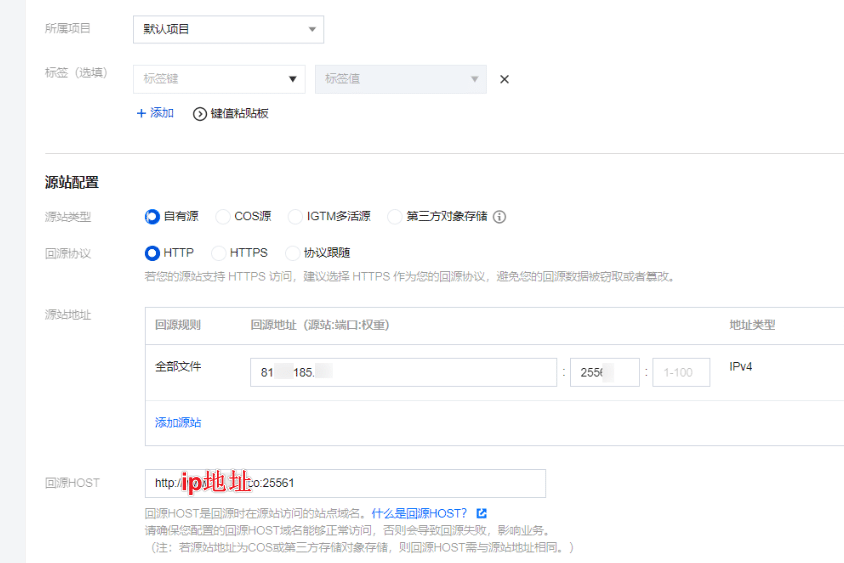 所属项目 默认项目
标签（选填） 标签键 标签值
+ 添加 键值粘贴板
源站配置
源站类型 自有源 COS源 IGTM多活源 第三方对象存储
回源协议 HTTP HTTPS 协议跟随
若您的源站支持 HTTPS 访问，建议选择 HTTPS 作为您的回源协议，避免您的回源数据被窃取或者篡改。
源站地址 回源规则 回源地址（源站:端口:权重） 地址类型
全部文件 81 185. : 256 : 1-100 IPv4
添加源站
回源HOST http:/ ip地址 co:25561
回源HOST是回源时在源站访问的站点域名。什么是回源HOST?
请确保您配置的回源HOST域名能够正常访问，否则会导致回源失败，影响业务。
（注：若源站地址为COS或第三方存储对象存储，则回源HOST需与源站地址相同。）